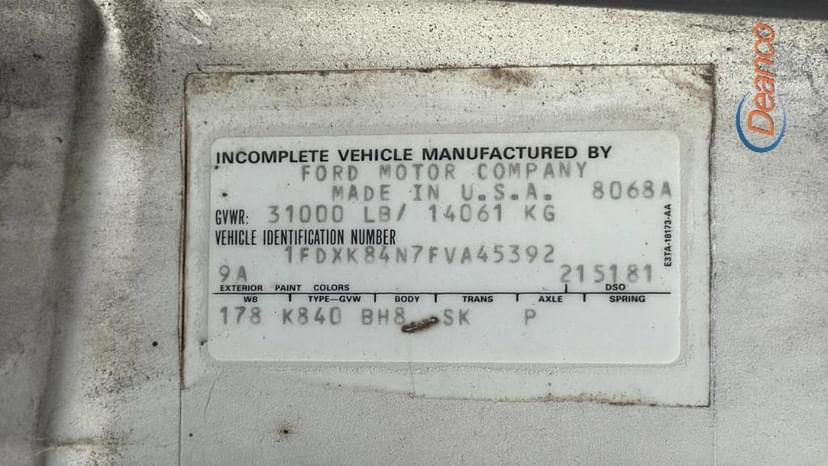 Deanco
INCOMPLETE VEHICLE MANUFACTURED BY
FORD MOTOR COMPANY
MADE IN U.S.A. 8068A
GVWR: 31000 LB/ 14061 KG
VEHICLE IDENTIFICATION NUMBER
1FDXK84N7FVA45392
9A 215181
EXTERIOR PAINT COLORS DSO
WB TYPE—GVW BODY TRANS AXLE SPRING
178 K840 BH8 SK P
E3TA-18173-AA